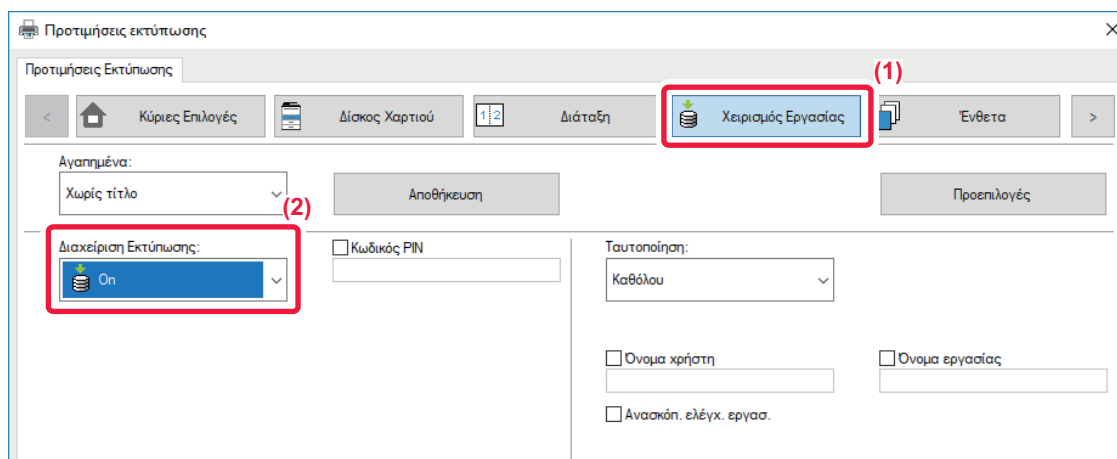 Προτιμήσεις εκτύπωσης
Προτιμήσεις Εκτύπωσης
(1)
< Κύριες Επιλογές Δίσκος Χαρτιού 1 2 Διάταξη Χειρισμός Εργασίας Ένθετα >
Αγαπημένα:
Χωρίς τίτλο Αποθήκευση Προεπιλογές
(2)
Διαχείριση Εκτύπωσης: Κωδικός PIN Ταυτοποίηση:
On Καθόλου
Όνομα χρήστη Όνομα εργασίας
Ανασκόπ. ελέγχ. εργασ.